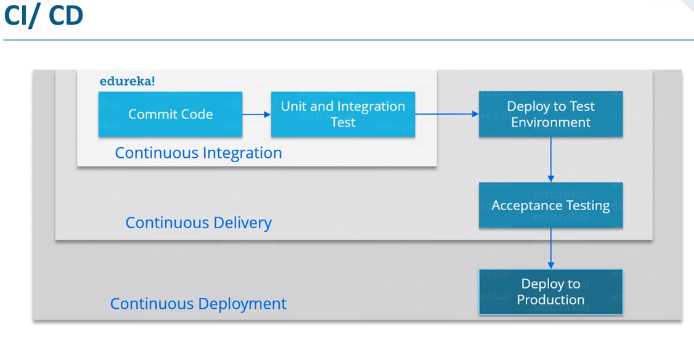 CI/ CD
edureka!
Commit Code
Unit and Integration
Test
Deploy to Test
Environment
Continuous Integration
Acceptance Testing
Continuous Delivery
Deploy to
Production
Continuous Deployment